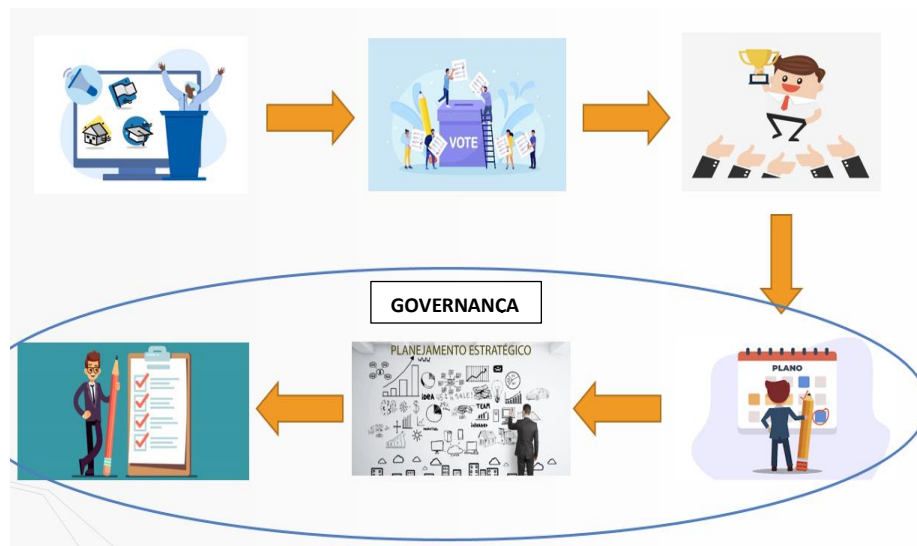 VOTE
GOVERNANCA
PLANEJAMENTO ESTRATÉGICO
IDEA
TEAM
PLANO